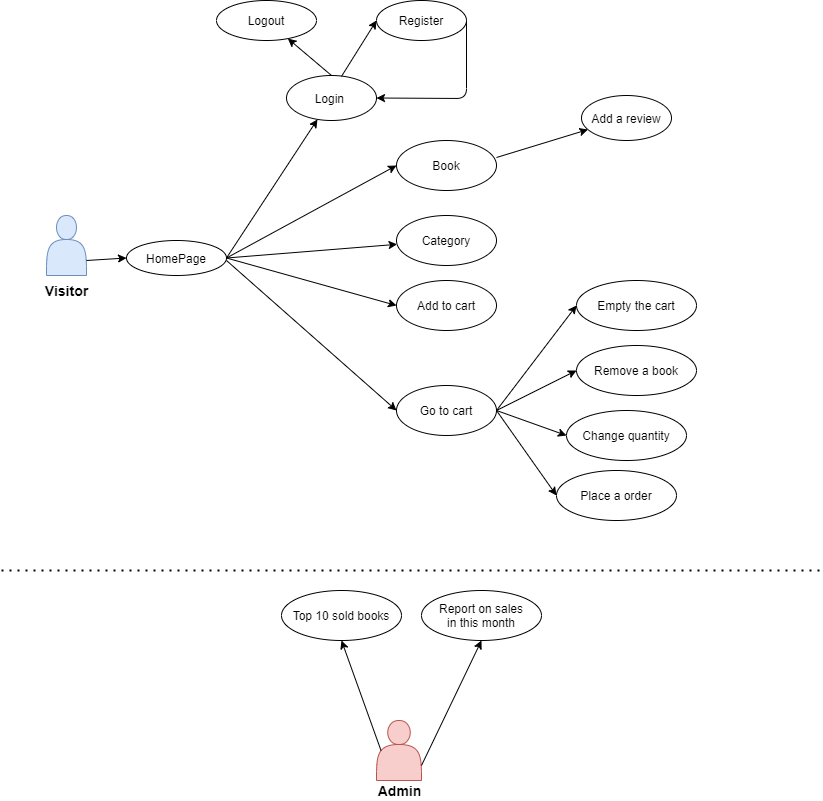 Logout
Register
Login
Add a review
Book
Category
HomePage
Visitor
Add to cart
Empty the cart
Remove a book
Go to cart
Change quantity
Place a order
Top 10 sold books
Report on sales
in this month
Admin